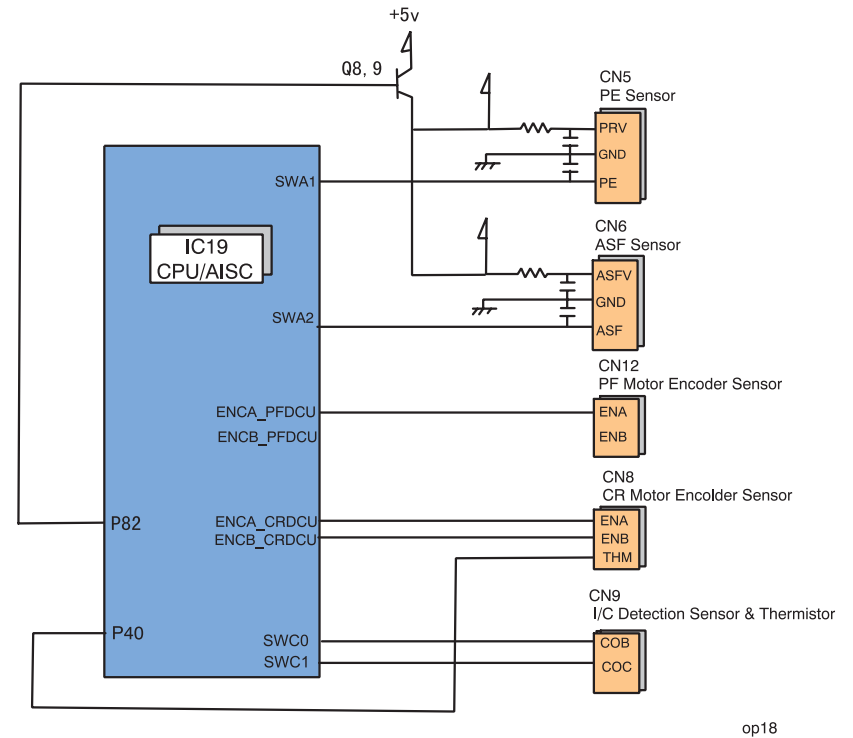 +5v
Q8, 9
CN5
PE Sensor
PRV
GND
PE
SWA1
IC19
CPU/AISC
CN6
ASF Sensor
ASFV
GND
ASF
SWA2
CN12
PF Motor Encoder Sensor
ENA
ENB
ENCA_PFDCU
ENCB_PFDCU
CN8
CR Motor Encolder Sensor
ENA
ENB
THM
P82
ENCA_CRDCU
ENCB_CRDCU
CN9
I/C Detection Sensor & Thermistor
COB
COC
P40
SWC0
SWC1
op18